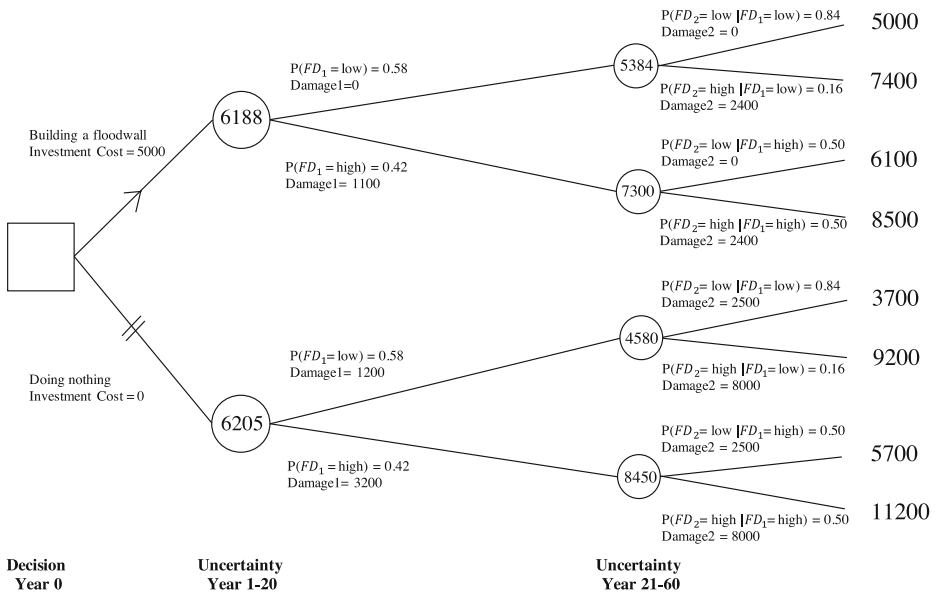 P(FD₂= low |FD₁=low) = 0.84
Damage2 = 0
5000
P(FD₁ =low) = 0.58
Damage1=0
5384
P(FD₂= high |FD₁=low) = 0.16
Damage2 = 2400
7400
Building a floodwall
Investment Cost = 5000
6188
P(FD₁ = high) = 0.42
Damage1= 1100
P(FD₂= low |FD₁= high) = 0.50
Damage2 = 0
6100
7300
P(FD₂= high |FD₁= high) = 0.50
Damage2 = 2400
8500
P(FD₂= low |FD₁=low) = 0.84
Damage2 = 2500
3700
P(FD₁=low) = 0.58
Damage1= 1200
4580
P(FD₂= high |FD₁=low) = 0.16
Damage2 = 8000
9200
Doing nothing
Investment Cost = 0
6205
P(FD₁ = high) = 0.42
Damage1= 3200
P(FD₂= low |FD₁= high) = 0.50
Damage2 = 2500
5700
8450
P(FD₂= high |FD₁= high) = 0.50
Damage2 = 8000
11200
Decision
Year 0
Uncertainty
Year 1-20
Uncertainty
Year 21-60